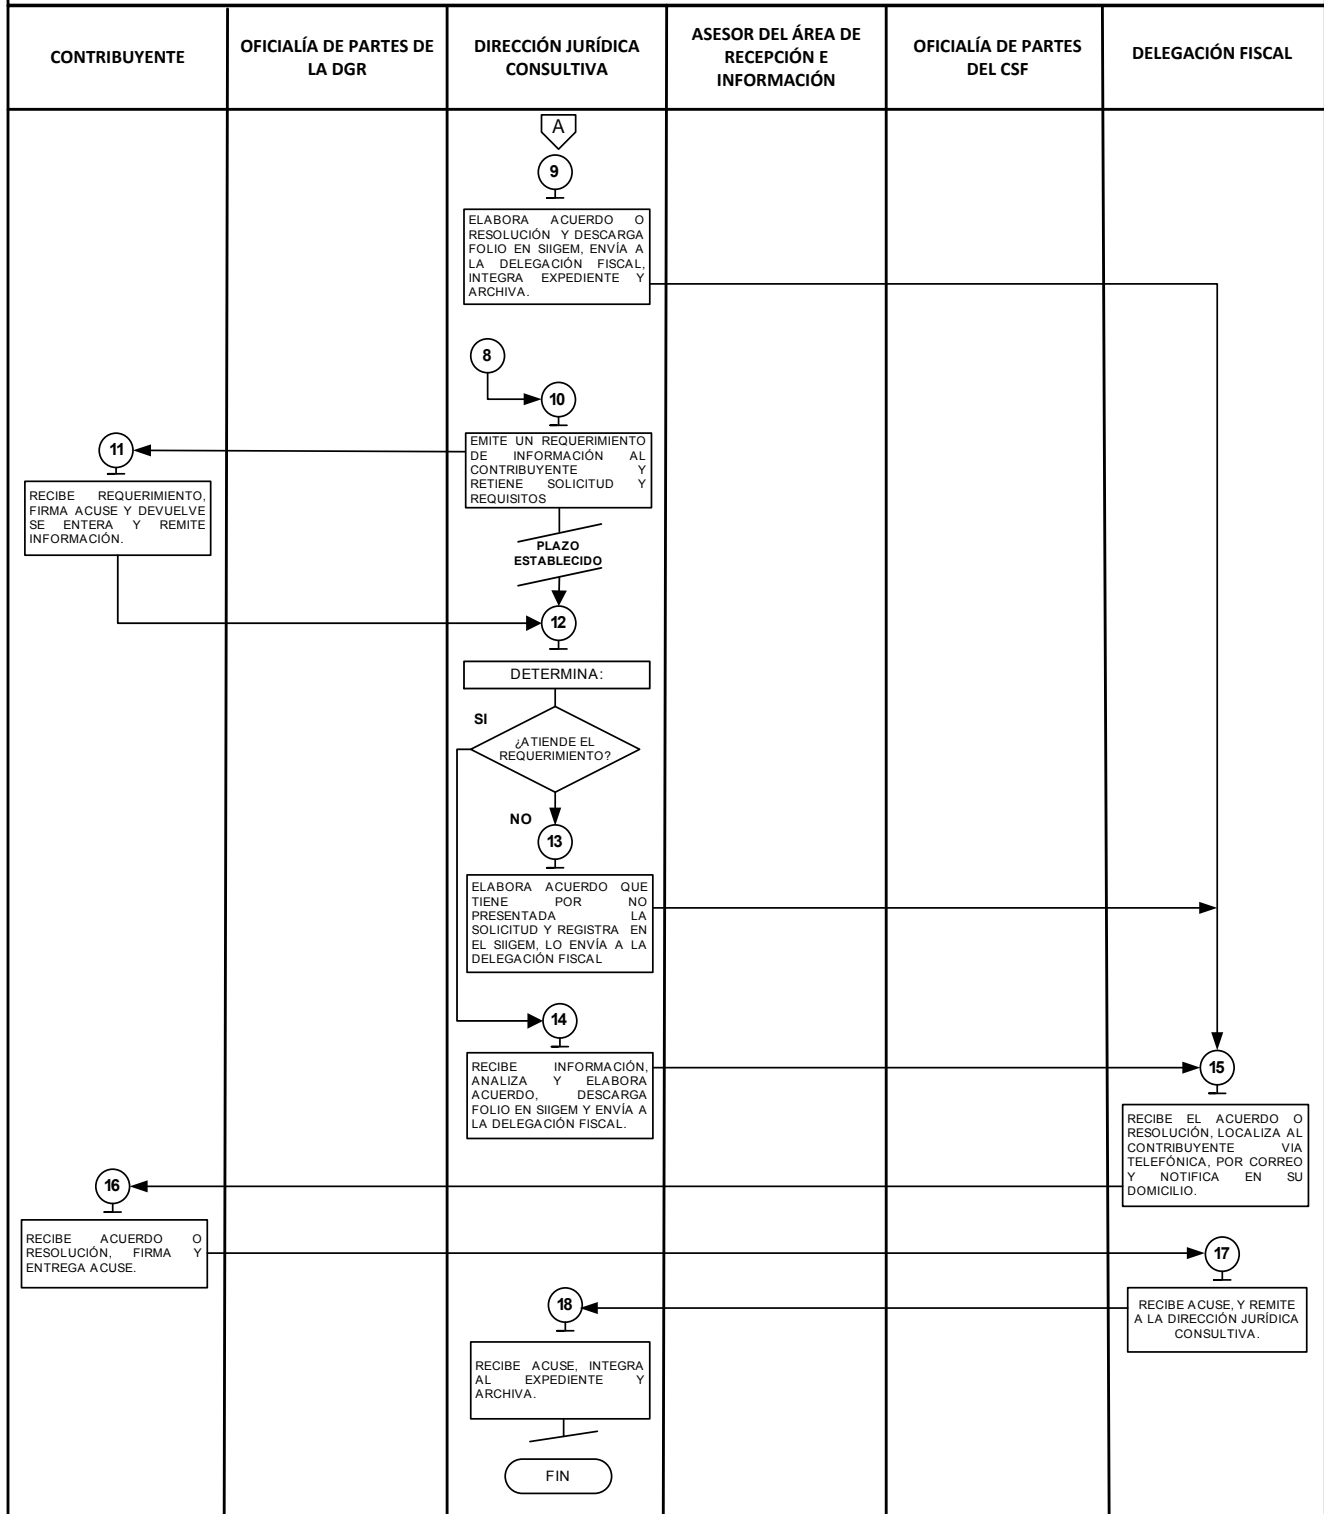 CONTRIBUYENTE
OFICIALÍA DE PARTES DE
LA DGR
DIRECCIÓN JURÍDICA
CONSULTIVA
ASESOR DEL ÁREA DE
RECEPCIÓN E
INFORMACIÓN
OFICIALÍA DE PARTES
DEL CSF
DELEGACIÓN FISCAL
A
9
ELABORA ACUERDO O
RESOLUCIÓN Y DESCARGA
FOLIO EN SIIGEM, ENVÍA A
LA DELEGACIÓN FISCAL,
INTEGRA EXPEDIENTE Y
ARCHIVA.
8
10
EMITE UN REQUERIMIENTO
DE INFORMACIÓN AL
CONTRIBUYENTE Y
RETIENE SOLICITUD Y
REQUISITOS
11
RECIBE REQUERIMIENTO,
FIRMA ACUSE Y DEVUELVE
SE ENTERA Y REMITE
INFORMACIÓN.
PLAZO
ESTABLECIDO
12
DETERMINA:
SI
¿ATIENDE EL
REQUERIMIENTO?
NO
13
ELABORA ACUERDO QUE
TIENE POR NO
PRESENTADA LA
SOLICITUD Y REGISTRA EN
EL SIIGEM, LO ENVÍA A LA
DELEGACIÓN FISCAL
14
RECIBE INFORMACIÓN,
ANALIZA Y ELABORA
ACUERDO, DESCARGA
FOLIO EN SIIGEM Y ENVÍA A
LA DELEGACIÓN FISCAL.
15
RECIBE EL ACUERDO O
RESOLUCIÓN, LOCALIZA AL
CONTRIBUYENTE VIA
TELEFÓNICA, POR CORREO
Y NOTIFICA EN SU
DOMICILIO.
16
RECIBE ACUERDO O
RESOLUCIÓN, FIRMA Y
ENTREGA ACUSE.
17
RECIBE ACUSE, Y REMITE
A LA DIRECCIÓN JURÍDICA
CONSULTIVA.
18
RECIBE ACUSE, INTEGRA
AL EXPEDIENTE Y
ARCHIVA.
FIN